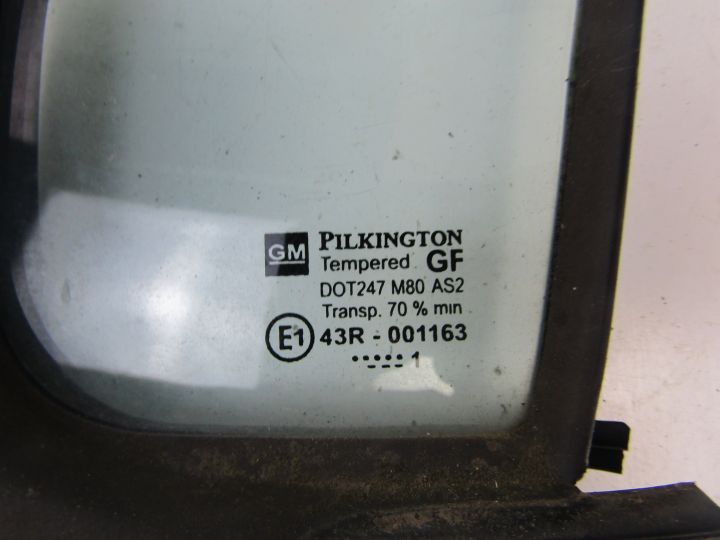 GM PILKINGTON
Tempered GF
DOT247 M80 AS2
Transp. 70 % min
E1 43R - 001163
..... 1